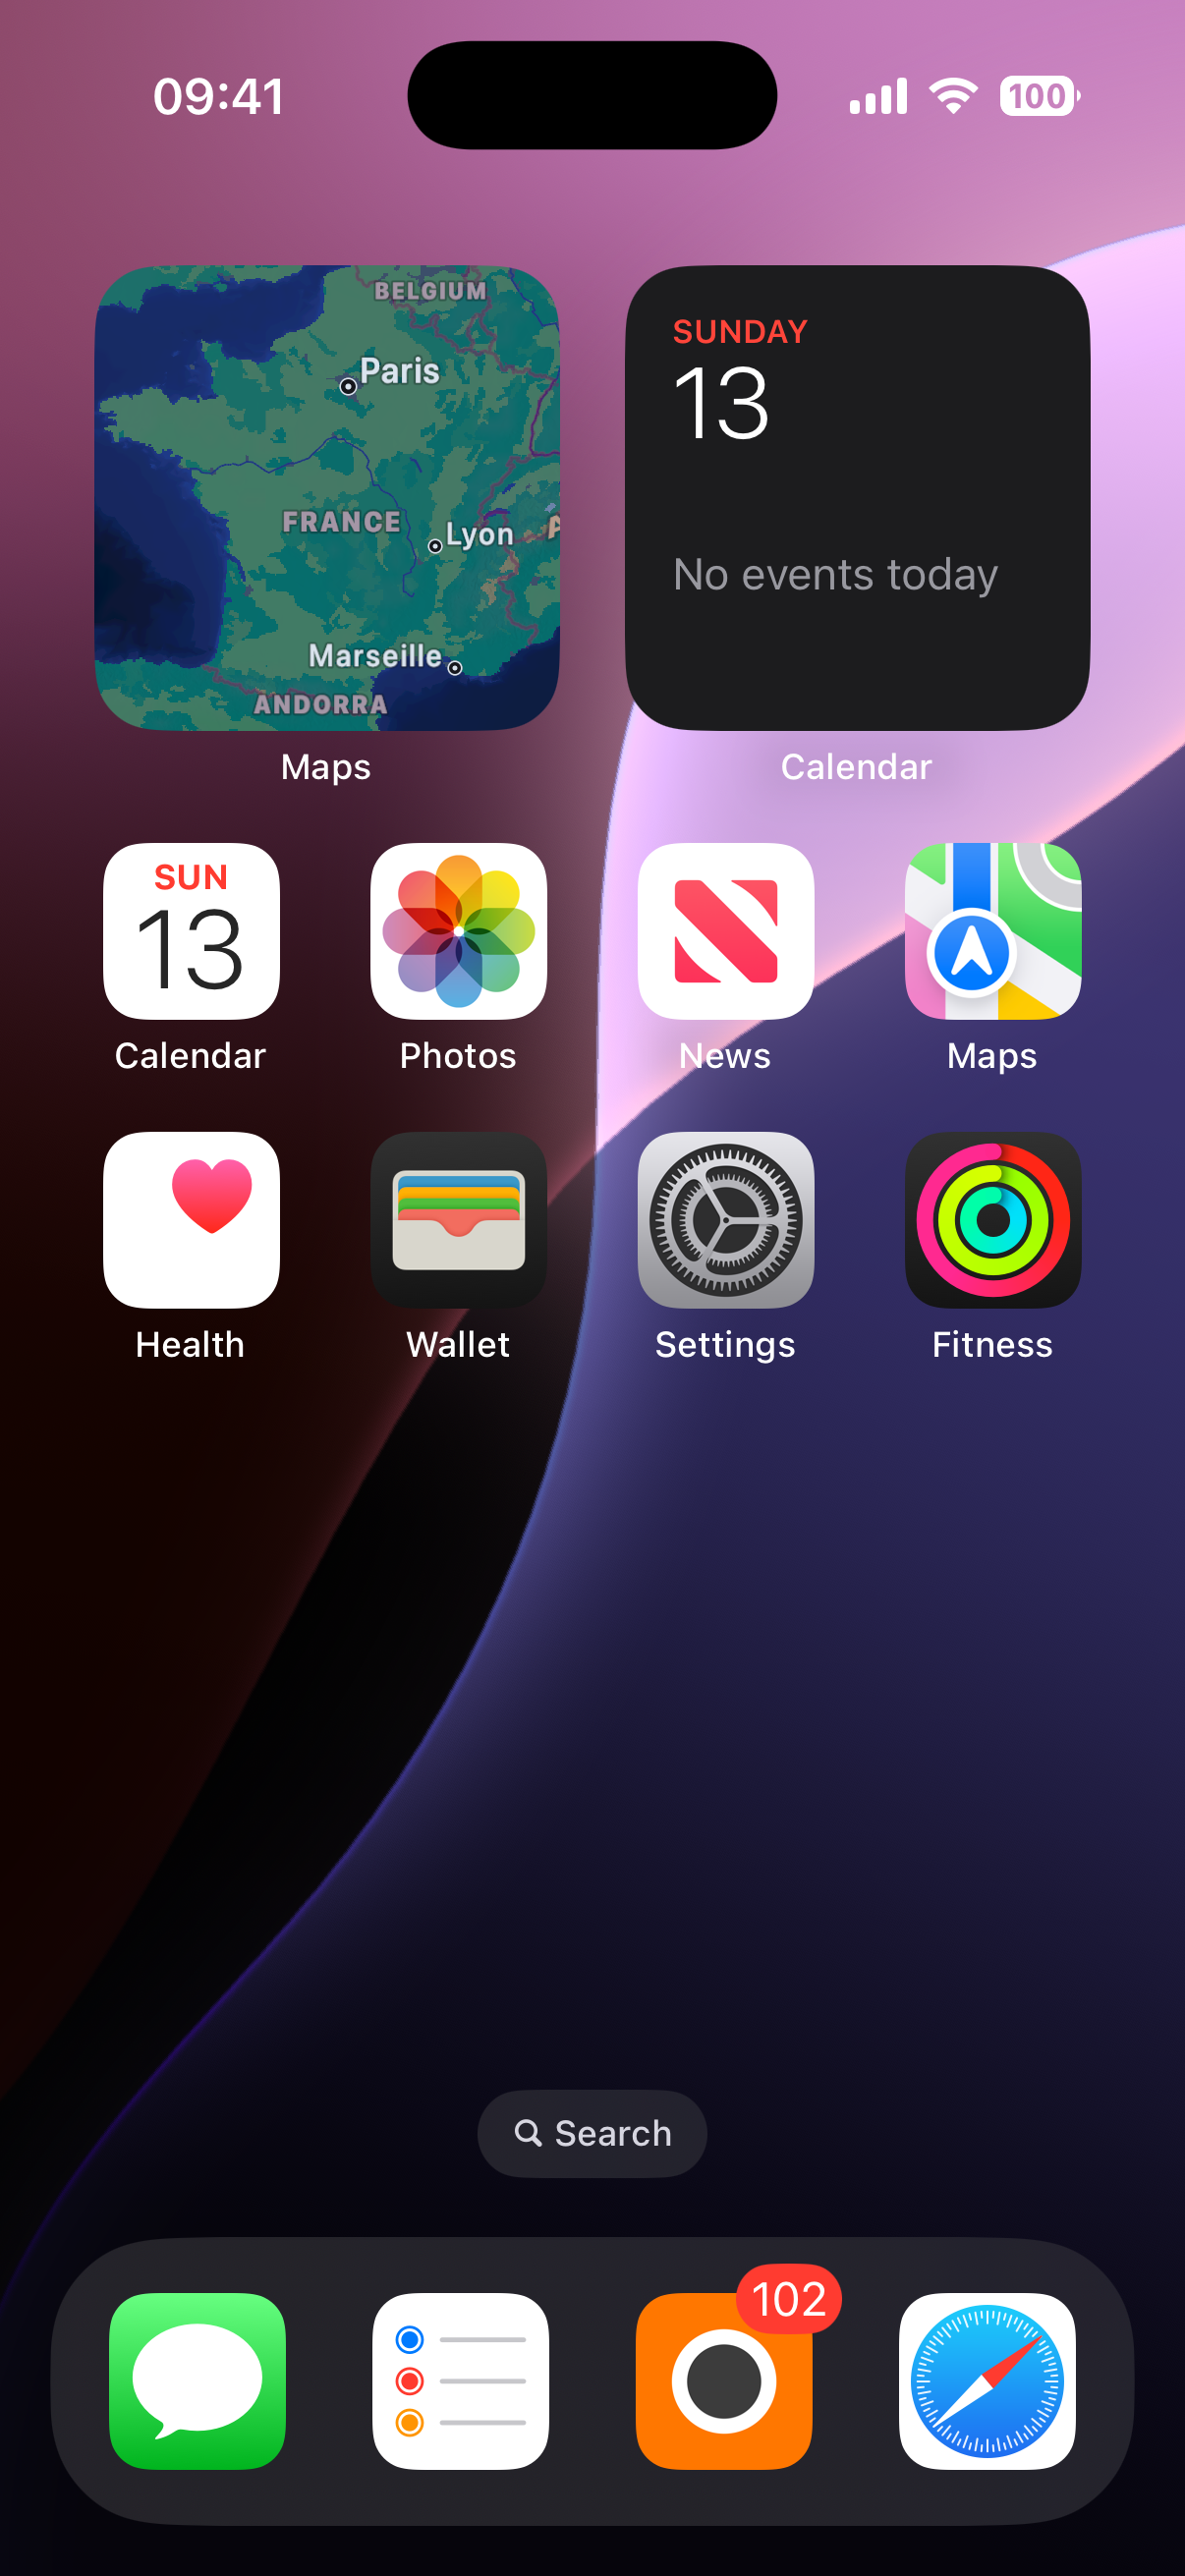 09:41
100
BELGIUM
Paris
FRANCE
Lyon
Marseille
ANDORRA
Maps
SUNDAY
13
No events today
Calendar
SUN
13
Calendar
Photos
News
Maps
Health
Wallet
Settings
Fitness
Search
102